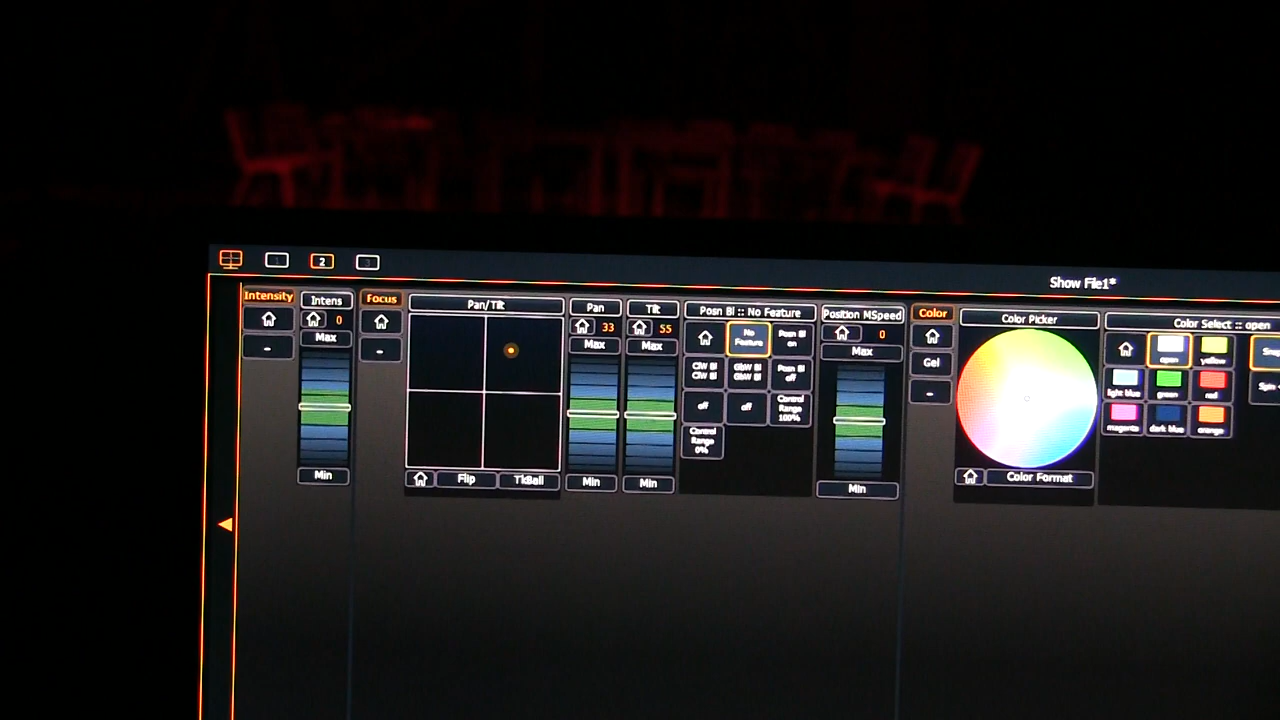 1
2
3
Show File1*
Intensity
Intens
0
Max
Min
-
Focus
-
Pan/Tilt
Flip
TkBall
Pan
33
Max
Min
Tilt
55
Max
Min
Posn Bl :: No Feature
No
Feature
Posn Bl
on
Posn Bl
off
off
off
Control
Range
100%
Control
Range
0%
Position MSpeed
0
Max
Min
Color
Gel
-
Color Picker
Color Format
Color Select :: open
open
yellow
light blue
green
red
magenta
dark blue
orange